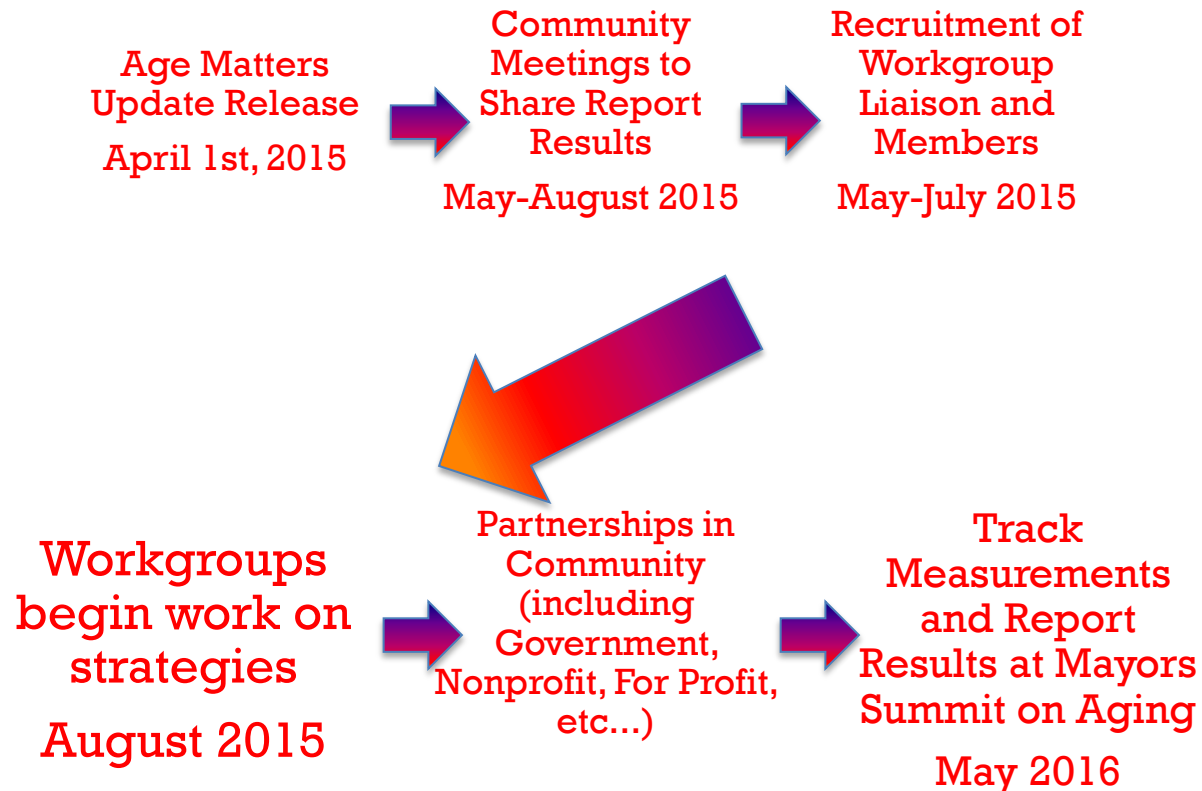 Age Matters
Update Release
April 1st, 2015
Community
Meetings to
Share Report
Results
May-August 2015
Recruitment of
Workgroup
Liaison and
Members
May-July 2015
Workgroups
begin work on
strategies
August 2015
Partnerships in
Community
(including
Government,
Nonprofit, For Profit,
etc...)
Track
Measurements
and Report
Results at Mayors
Summit on Aging
May 2016